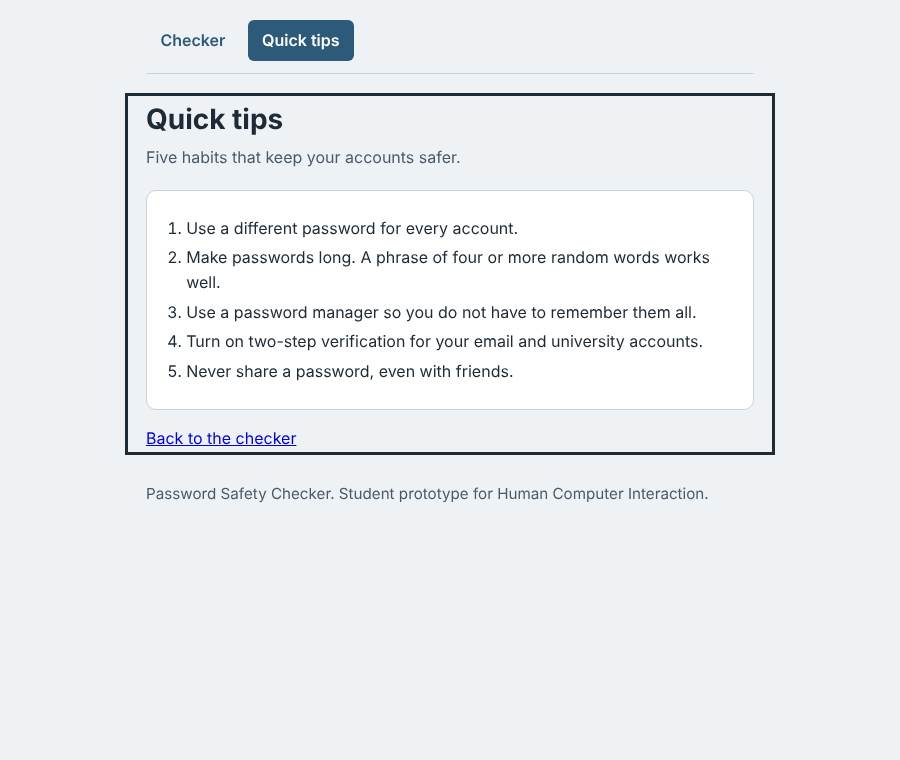 Checker
Quick tips
Quick tips
Five habits that keep your accounts safer.
1. Use a different password for every account.
2. Make passwords long. A phrase of four or more random words works
well.
3. Use a password manager so you do not have to remember them all.
4. Turn on two-step verification for your email and university accounts.
5. Never share a password, even with friends.
Back to the checker
Password Safety Checker. Student prototype for Human Computer Interaction.